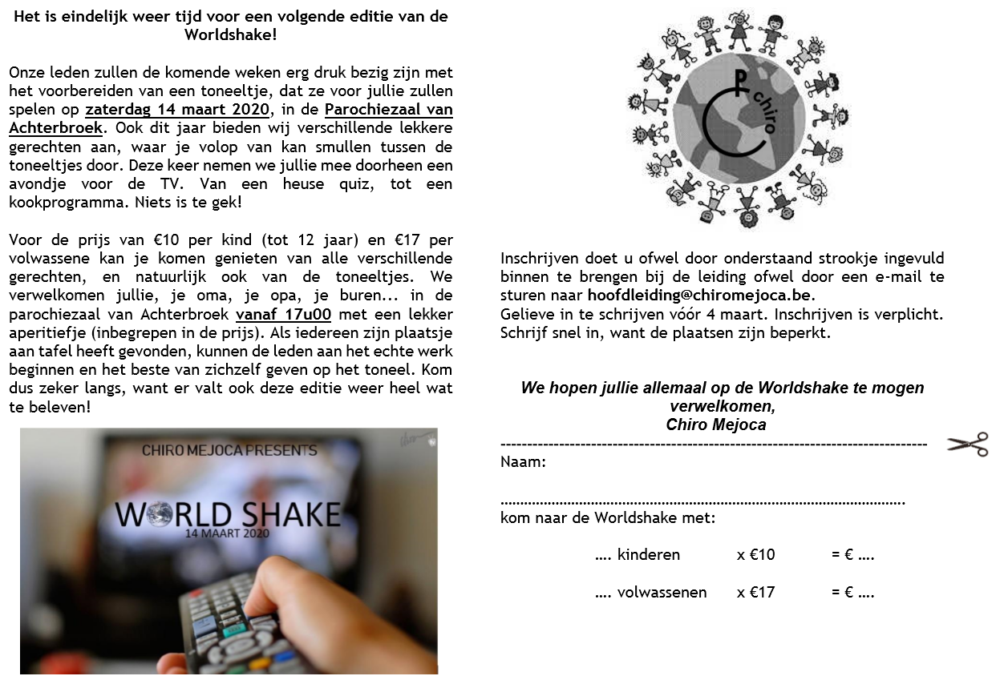 Het is eindelijk weer tijd voor een volgende editie van de
Worldshake!
Onze leden zullen de komende weken erg druk bezig zijn met
het voorbereiden van een toneeltje, dat ze voor jullie zullen
spelen op zaterdag 14 maart 2020, in de Parochiezaal van
Achterbroek. Ook dit jaar bieden wij verschillende lekkere
gerechten aan, waar je volop van kan smullen tussen de
toneeltjes door. Deze keer nemen we jullie mee doorheen een
avondje voor de TV. Van een heuse quiz, tot een
kookprogramma. Niets is te gek!
Voor de prijs van €10 per kind (tot 12 jaar) en €17 per
volwassene kan je komen genieten van alle verschillende
gerechten, en natuurlijk ook van de toneeltjes. We
verwelkomen jullie, je oma, je opa, je buren... in de
parochiezaal van Achterbroek vanaf 17u00 met een lekker
aperitiefje (inbegrepen in de prijs). Als iedereen zijn plaatsje
aan tafel heeft gevonden, kunnen de leden aan het echte werk
beginnen en het beste van zichzelf geven op het toneel. Kom
dus zeker langs, want er valt ook deze editie weer heel wat
te beleven!
CHIRO MEJOCA PRESENTS
WORLD SHAKE
14 MAART 2020
P chiro
Inschrijven doet u ofwel door onderstaand strookje ingevuld
binnen te brengen bij de leiding ofwel door een e-mail te
sturen naar hoofdleiding@chiromejoca.be.
Gelieve in te schrijven vóór 4 maart. Inschrijven is verplicht.
Schrijf snel in, want de plaatsen zijn beperkt.
We hopen jullie allemaal op de Worldshake te mogen
verwelkomen,
Chiro Mejoca
--------------------------------------------------------------------------------
Naam:
…………………………………………………………………………………………….
kom naar de Worldshake met:
…. kinderen x €10 = € ….
…. volwassenen x €17 = € ….